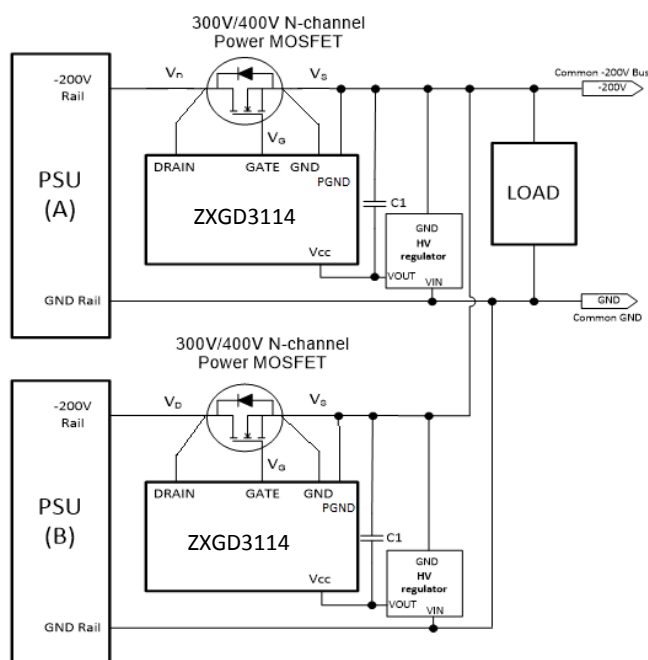 300V/400V N-channel
Power MOSFET
-200V
Rail
VD
VS
Common -200V Bus
-200V
VG
DRAIN
GATE
GND
PGND
PSU
(A)
ZXGD3114
C1
LOAD
GND
HV
regulator
Vcc
VOUT
VIN
GND Rail
GND
Common GND
300V/400V N-channel
Power MOSFET
-200V
Rail
VD
VS
VG
DRAIN
GATE
GND
PGND
PSU
(B)
ZXGD3114
C1
GND
HV
regulator
Vcc
VOUT
VIN
GND Rail